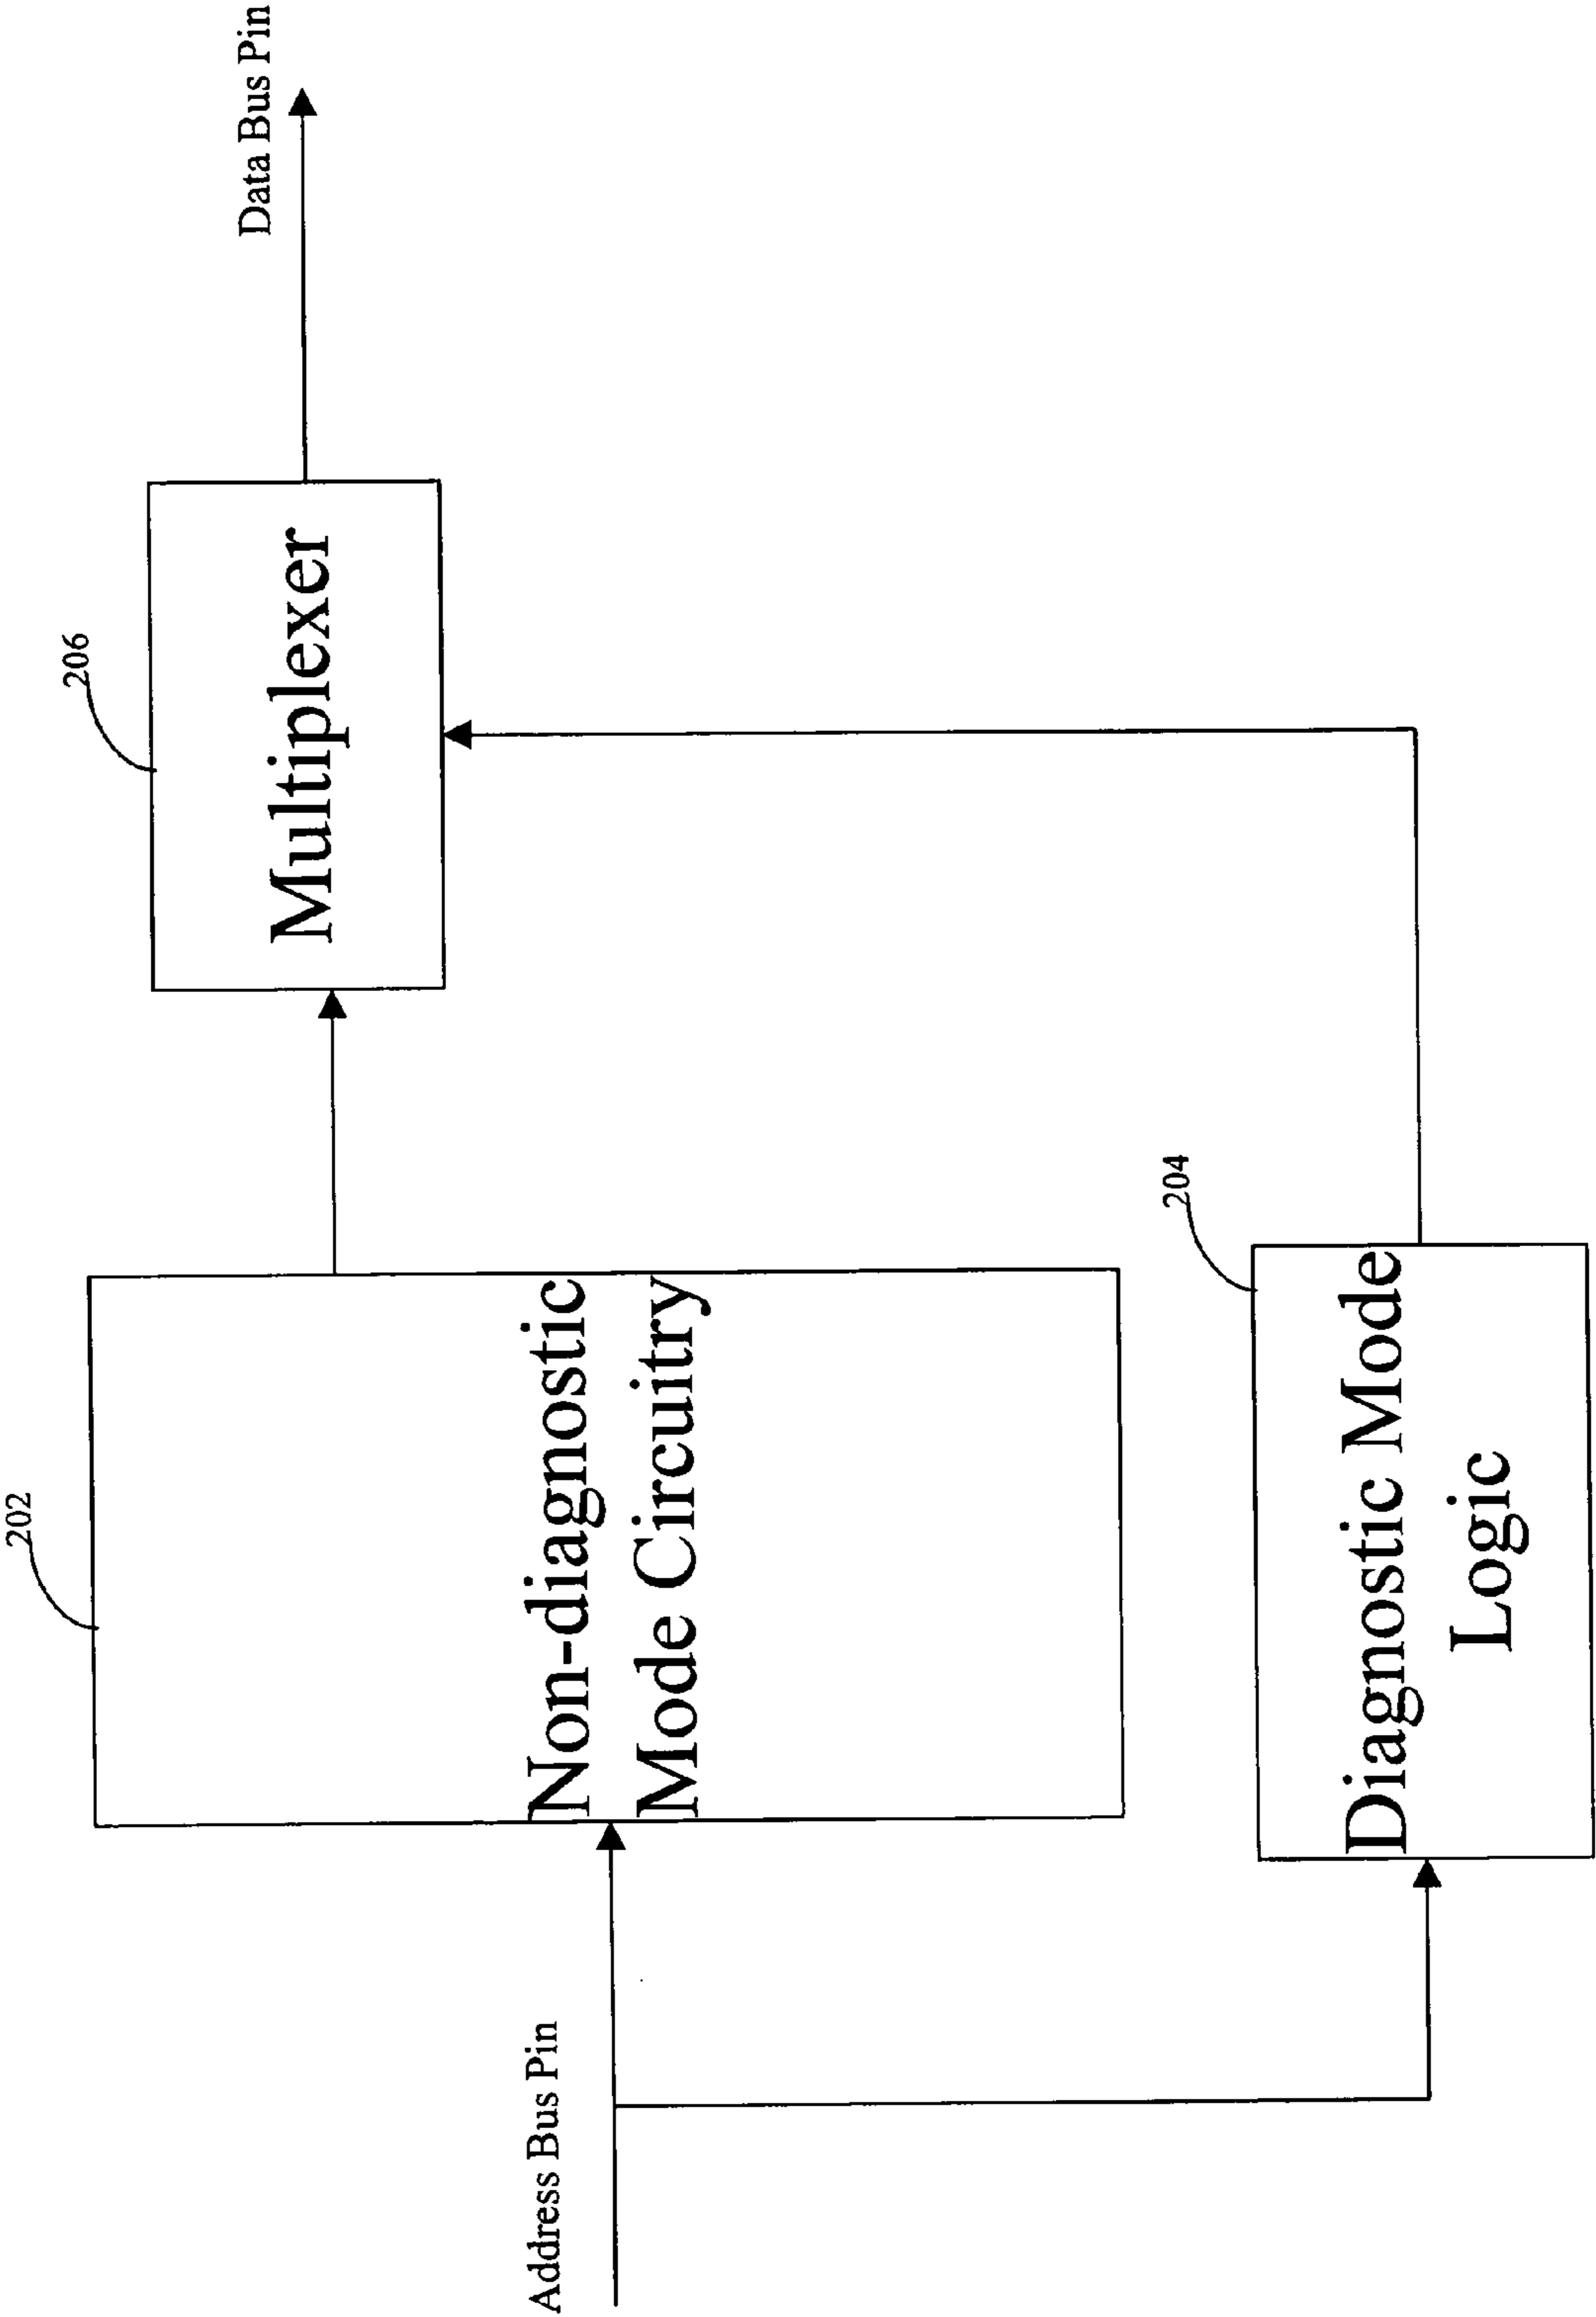 206
Data Bus Pin
Multiplexer
202
Non-diagnostic
Mode Circuitry
Address Bus Pin
204
Diagnostic Mode
Logic